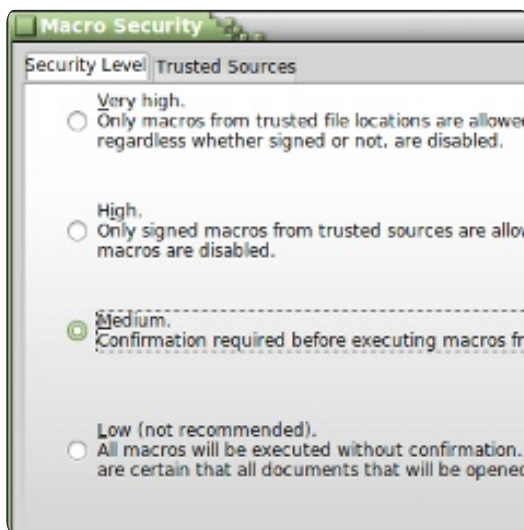 Macro Security
Security Level Trusted Sources
Very high.
Only macros from trusted file locations are allowed
regardless whether signed or not, are disabled.
High.
Only signed macros from trusted sources are allow
macros are disabled.
Medium.
Confirmation required before executing macros fr
Low (not recommended).
All macros will be executed without confirmation.
are certain that all documents that will be opened